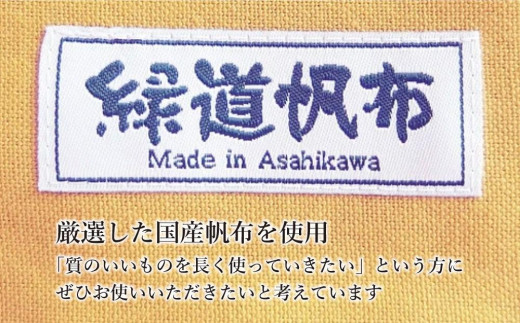 緑道帆布
Made in Asahikawa
厳選した国産帆布を使用
「質のいいものを長く使っていきたい」という方に
ぜひお使いいただきたいと考えています